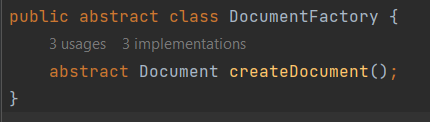 public abstract class DocumentFactory {
3 usages 3 implementations
abstract Document createDocument();
}